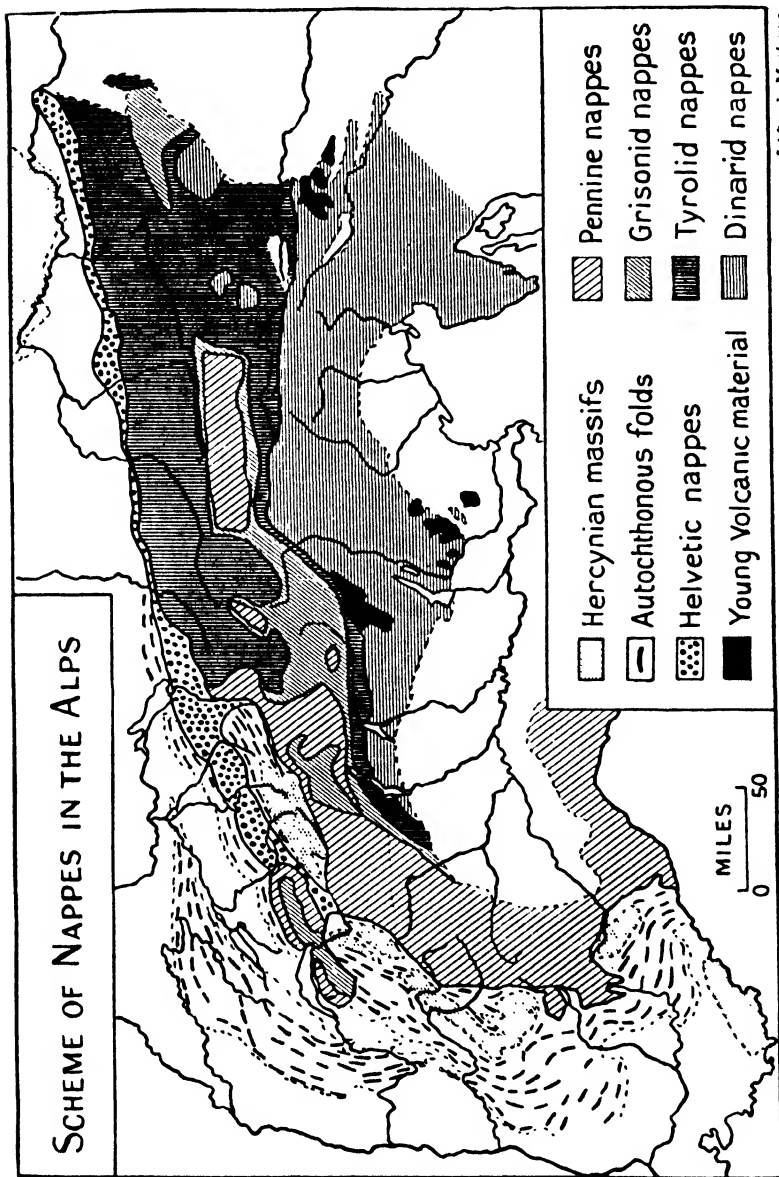 SCHEME OF NAPPES IN THE ALPS
MILES
0 50
Hercynian massifs
Autochthonous folds
Helvetic nappes
Young Volcanic material
Pennine nappes
Grisonid nappes
Tyrolid nappes
Dinarid nappes